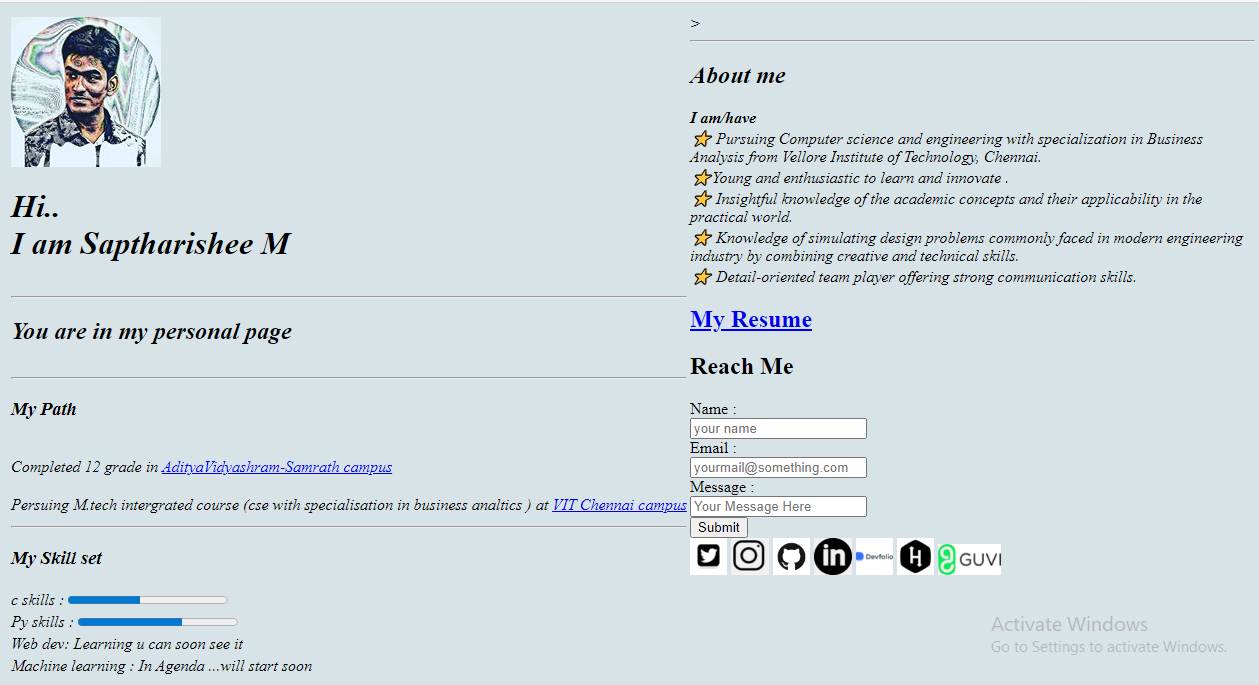 Hi..
I am Saptharishee M
You are in my personal page
My Path
Completed 12 grade in AdityaVidyashram-Samrath campus
Persuing M.tech intergrated course (cse with specialisation in business analtics ) at VIT Chennai campus
My Skill set
c skills :
Py skills :
Web dev: Learning u can soon see it
Machine learning : In Agenda ...will start soon
>
About me
I am/have
⭐ Pursuing Computer science and engineering with specialization in Business
Analysis from Vellore Institute of Technology, Chennai.
⭐Young and enthusiastic to learn and innovate .
⭐ Insightful knowledge of the academic concepts and their applicability in the
practical world.
⭐ Knowledge of simulating design problems commonly faced in modern engineering
industry by combining creative and technical skills.
⭐ Detail-oriented team player offering strong communication skills.
My Resume
Reach Me
Name :
your name
Email :
yourmail@something.com
Message :
Your Message Here
Submit
in Devfolio H GUVI
Activate Windows
Go to Settings to activate Windows.